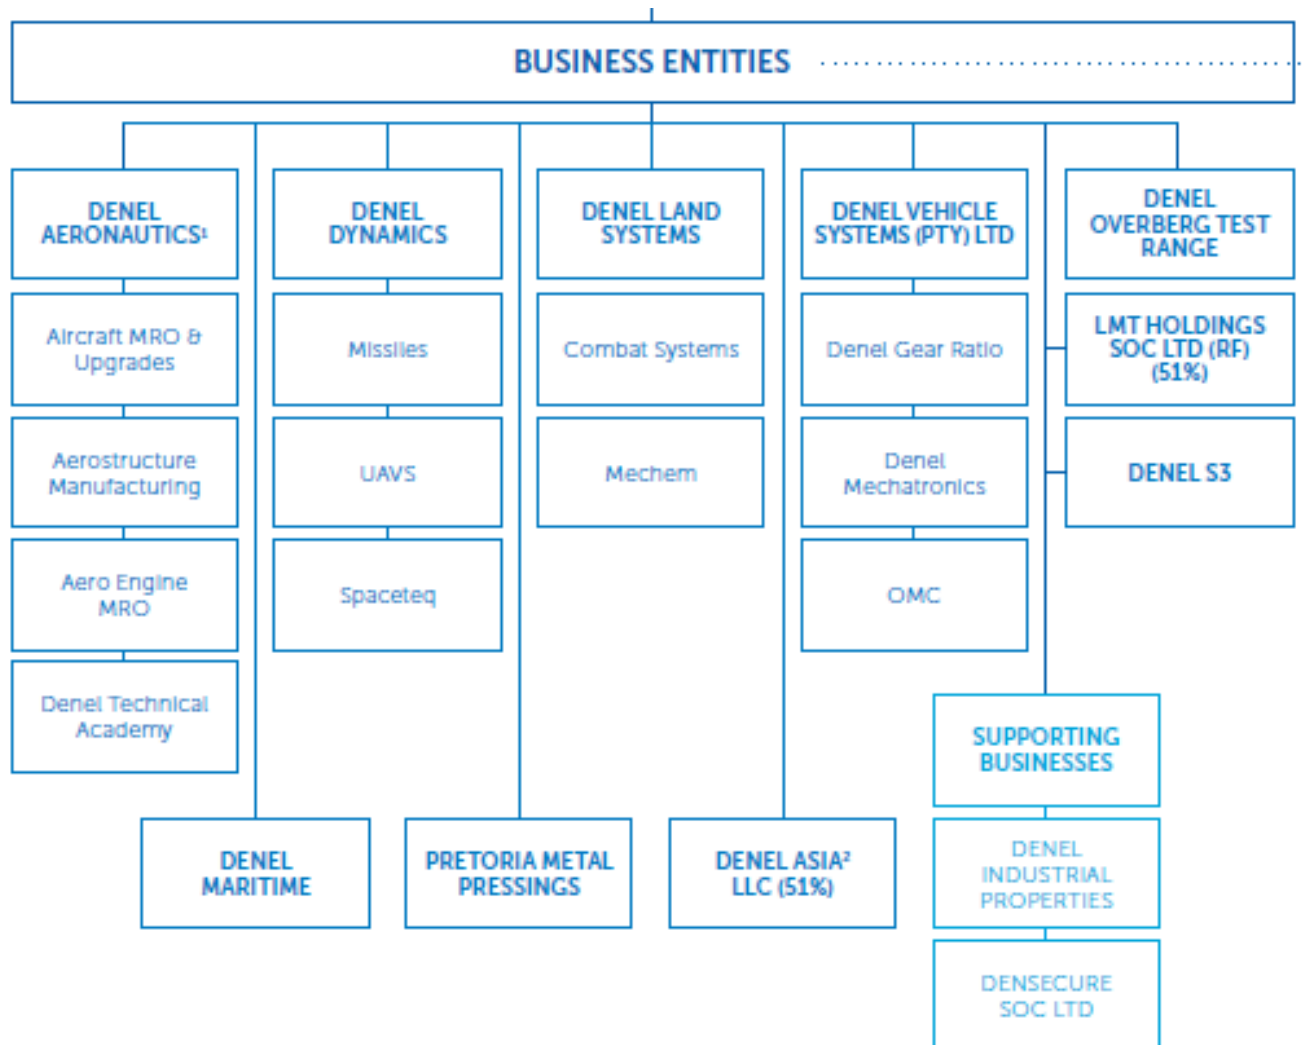 BUSINESS ENTITIES
DENEL
AERONAUTICS¹
Aircraft MRO &
Upgrades
Aerostructure
Manufacturing
Aero Engine
MRO
Denel Technical
Academy
DENEL
DYNAMICS
Missiles
UAVS
Spaceteq
DENEL LAND
SYSTEMS
Combat Systems
Mechem
DENEL VEHICLE
SYSTEMS (PTY) LTD
Denel Gear Ratio
Denel
Mechatronics
OMC
DENEL
OVERBERG TEST
RANGE
LMT HOLDINGS
SOC LTD (RF)
(51%)
DENEL S3
DENEL
MARITIME
PRETORIA METAL
PRESSINGS
DENEL ASIA²
LLC (51%)
SUPPORTING
BUSINESSES
DENEL
INDUSTRIAL
PROPERTIES
DENSECURE
SOC LTD